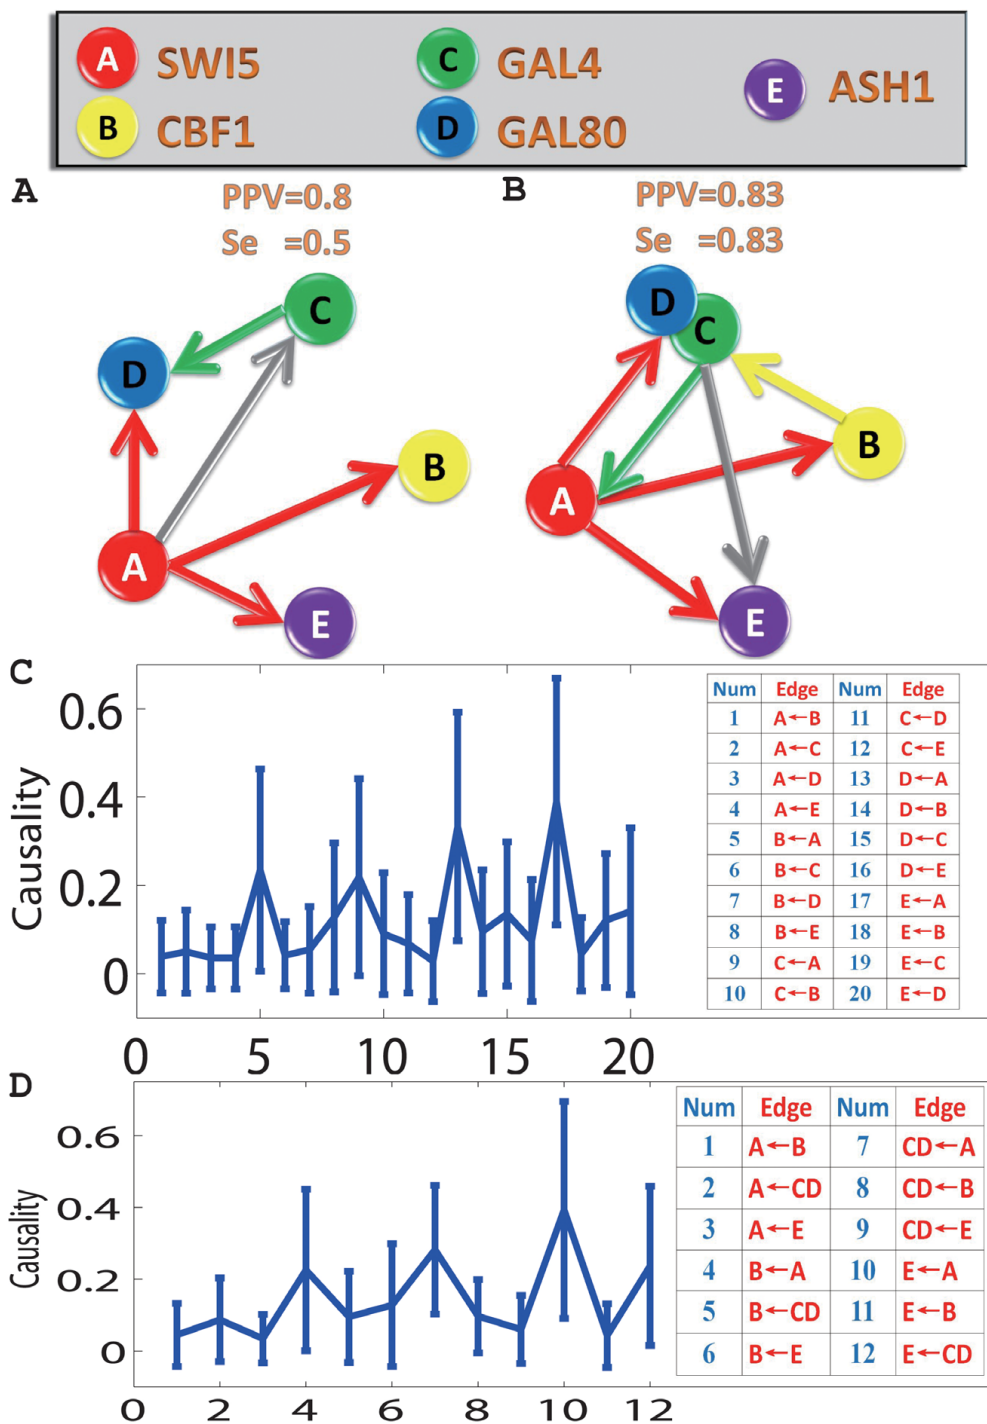 A SWI5 C GAL4 E ASH1
B CBF1 D GAL80
A PPV=0.8 B PPV=0.83
Se =0.5 Se =0.83
D C
C D
B B
A A
E E
C
Causality
0.6
0.4
0.2
0
0 5 10 15 20
Num Edge Num Edge
1 A←B 11 C←D
2 A←C 12 C←E
3 A←D 13 D←A
4 A←E 14 D←B
5 B←A 15 D←C
6 B←C 16 D←E
7 B←D 17 E←A
8 B←E 18 E←B
9 C←A 19 E←C
10 C←B 20 E←D
D
Causality
0.6
0.4
0.2
0
0 2 4 6 8 10 12
Num Edge Num Edge
1 A←B 7 CD←A
2 A←CD 8 CD←B
3 A←E 9 CD←E
4 B←A 10 E←A
5 B←CD 11 E←B
6 B←E 12 E←CD